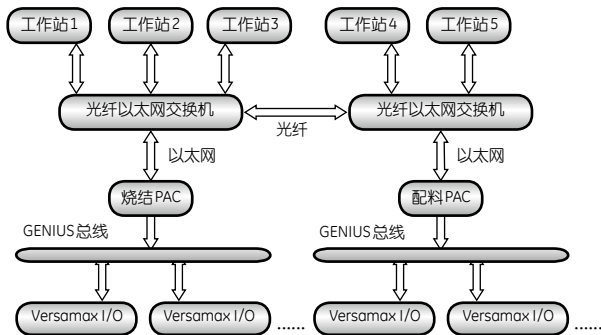 工作站1 工作站2 工作站3 工作站4 工作站5
光纤以太网交换机 光纤 光纤以太网交换机
以太网 以太网
烧结PAC 配料PAC
GENIUS总线 GENIUS总线
Versamax I/O Versamax I/O ...... Versamax I/O Versamax I/O ......